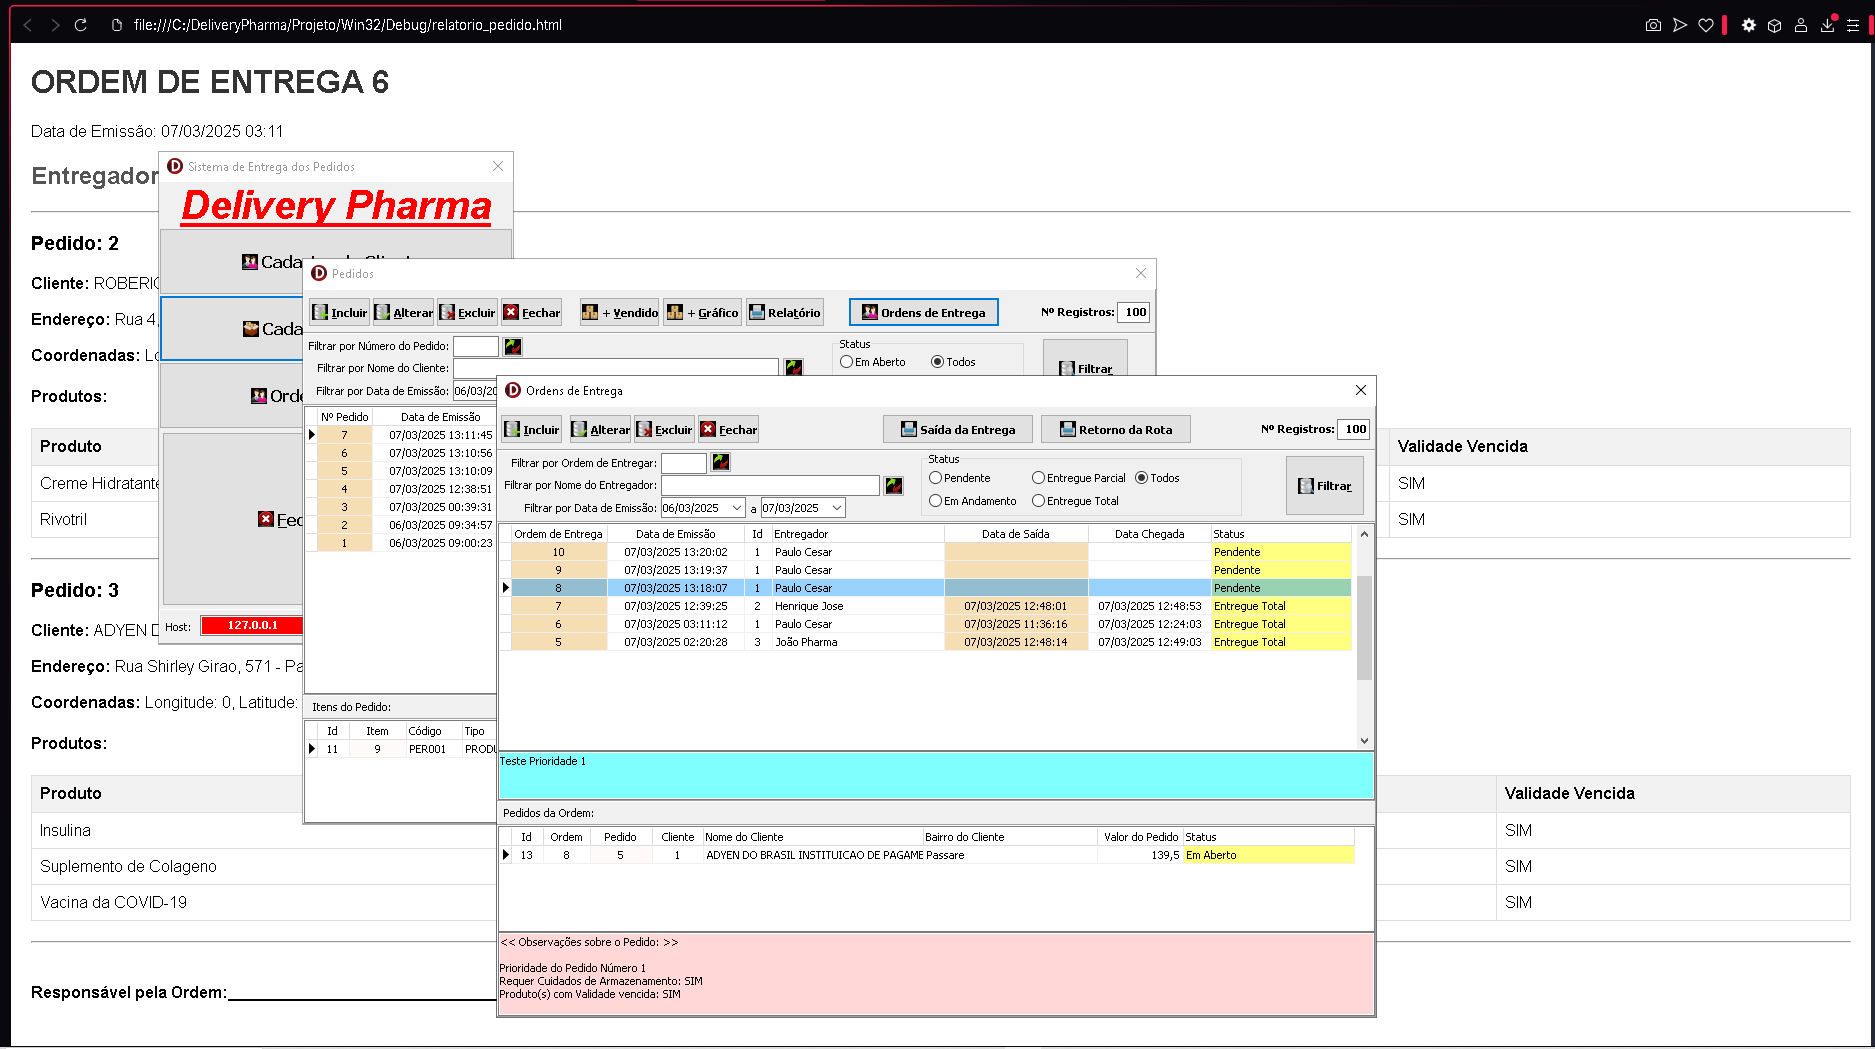 file:///C:/DeliveryPharma/Projeto/Win32/Debug/relatorio_pedido.html
ORDEM DE ENTREGA 6
Data de Emissão: 07/03/2025 03:11
Entregador
Pedido: 2
Cliente: ROBERIO
Endereço: Rua 4,
Coordenadas: Lo
Produtos:
Produto
Validade Vencida
Creme Hidratante
SIM
Rivotril
SIM
Pedido: 3
Cliente: ADYEN D
Endereço: Rua Shirley Girao, 571 - Pa
Coordenadas: Longitude: 0, Latitude:
Produtos:
Produto
Validade Vencida
Insulina
SIM
Suplemento de Colageno
SIM
Vacina da COVID-19
SIM
Responsável pela Ordem:
Sistema de Entrega dos Pedidos
Delivery Pharma
Cada
Cada
Orde
Fec
Host: 127.0.0.1
Pedidos
Incluir Alterar Excluir Fechar + Vendido + Gráfico Relatório Ordens de Entrega Nº Registros: 100
Filtrar por Número do Pedido:
Status
Filtrar por Nome do Cliente:
Em Aberto Todos
Filtrar
Filtrar por Data de Emissão: 06/03/20
Nº Pedido Data de Emissão
7 07/03/2025 13:11:45
6 07/03/2025 13:10:56
5 07/03/2025 13:10:09
4 07/03/2025 12:38:51
3 07/03/2025 00:39:31
2 06/03/2025 09:34:57
1 06/03/2025 09:00:23
Itens do Pedido:
Id Item Código Tipo
11 9 PER001 PRODU
Ordens de Entrega
Incluir Alterar Excluir Fechar Saída da Entrega Retorno da Rota Nº Registros: 100
Filtrar por Ordem de Entregar:
Status
Filtrar por Nome do Entregador:
Pendente Entregue Parcial Todos
Em Andamento Entregue Total
Filtrar
Filtrar por Data de Emissão: 06/03/2025 a 07/03/2025
Ordem de Entrega Data de Emissão Id Entregador Data de Saída Data Chegada Status
10 07/03/2025 13:20:02 1 Paulo Cesar Pendente
9 07/03/2025 13:19:37 1 Paulo Cesar Pendente
8 07/03/2025 13:18:07 1 Paulo Cesar Pendente
7 07/03/2025 12:39:25 2 Henrique Jose 07/03/2025 12:48:01 07/03/2025 12:48:53 Entregue Total
6 07/03/2025 03:11:12 1 Paulo Cesar 07/03/2025 11:36:16 07/03/2025 12:24:03 Entregue Total
5 07/03/2025 02:20:28 3 João Pharma 07/03/2025 12:48:14 07/03/2025 12:49:03 Entregue Total
Teste Prioridade 1
Pedidos da Ordem:
Id Ordem Pedido Cliente Nome do Cliente Bairro do Cliente Valor do Pedido Status
13 8 5 1 ADYEN DO BRASIL INSTITUICAO DE PAGAME Passare 139,5 Em Aberto
<< Observações sobre o Pedido: >>
Prioridade do Pedido Número 1
Requer Cuidados de Armazenamento: SIM
Produto(s) com Validade vencida: SIM